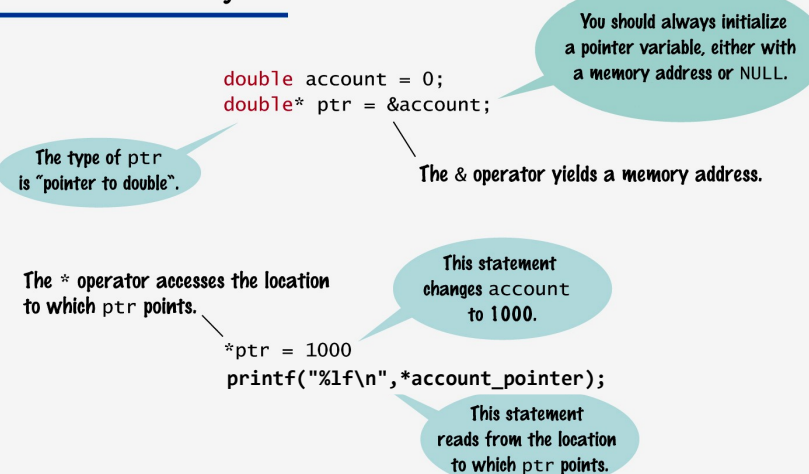 You should always initialize
a pointer variable, either with
a memory address or NULL.
double account = 0;
double* ptr = &account;
The type of ptr
is "pointer to double".
The & operator yields a memory address.
The * operator accesses the location
to which ptr points.
This statement
changes account
to 1000.
*ptr = 1000
printf("%lf\n",*account_pointer);
This statement
reads from the location
to which ptr points.